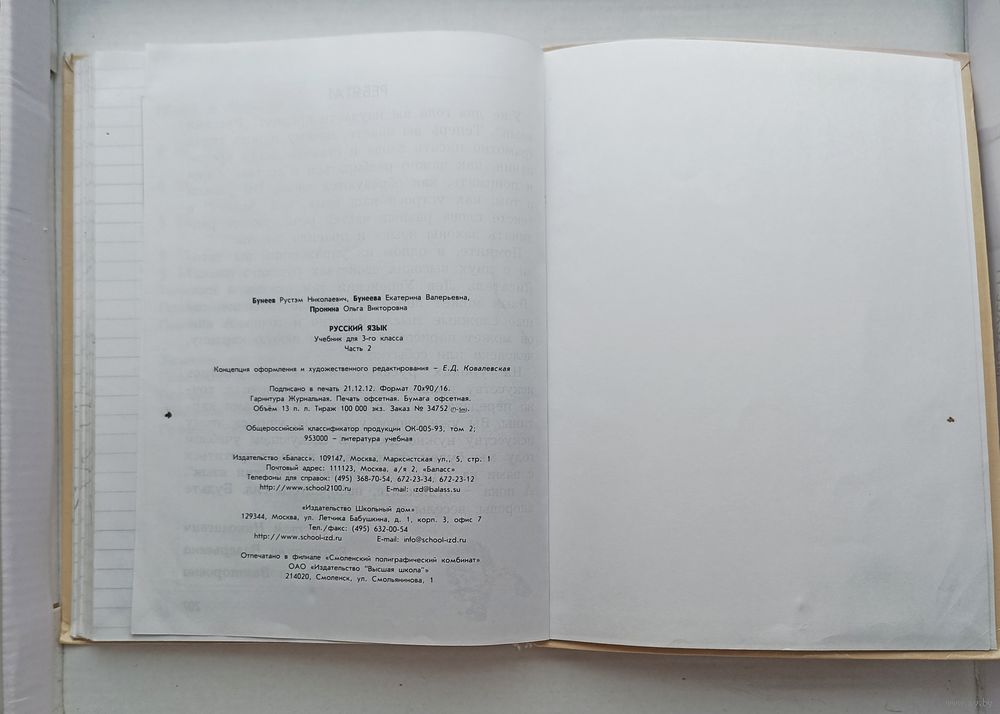 Бунеев Рустэм Николаевич, Бунеева Екатерина Валерьевна,
Пронина Ольга Викторовна
РУССКИЙ ЯЗЫК
Учебник для 3-го класса
Часть 2
Концепция оформления и художественного редактирования – Е.Д. Ковалевская
Подписано в печать 21.12.12. Формат 70х90/16.
Гарнитура Журнальная. Печать офсетная. Бумага офсетная.
Объём 13 п. л. Тираж 100 000 экз. Заказ № 34752
Общероссийский классификатор продукции ОК-005-93, том 2;
953000 – литература учебная
Издательство «Баласс». 109147, Москва, Марксистская ул., 5, стр. 1
Почтовый адрес: 111123, Москва, а/я 2, «Баласс»
Телефоны для справок: (495) 368-70-54, 672-23-34, 672-23-12
http://www.school2100.ru E-mail: izd@balass.su
«Издательство Школьный дом»
129344, Москва, ул. Летчика Бабушкина, д. 1, корп. 3, офис 7
Тел./факс: (495) 632-00-54
http://www.school-izd.ru E-mail: info@school-izd.ru
Отпечатано в филиале «Смоленский полиграфический комбинат»
ОАО «Издательство "Высшая школа"»
214020, Смоленск, ул. Смольянинова, 1